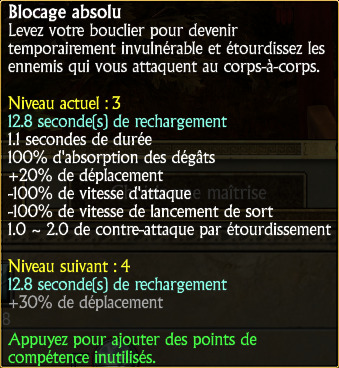 Blocage absolu
Levez votre bouclier pour devenir
temporairement invulnérable et étourdissez les
ennemis qui vous attaquent au corps-à-corps.
Niveau actuel : 3
12.8 seconde(s) de rechargement
1.1 secondes de durée
100% d'absorption des dégâts
+20% de déplacement
-100% de vitesse d'attaque
-100% de vitesse de lancement de sort
1.0 ~ 2.0 de contre-attaque par étourdissement
Niveau suivant : 4
12.8 seconde(s) de rechargement
+30% de déplacement
Appuyez pour ajouter des points de
compétence inutilisés.